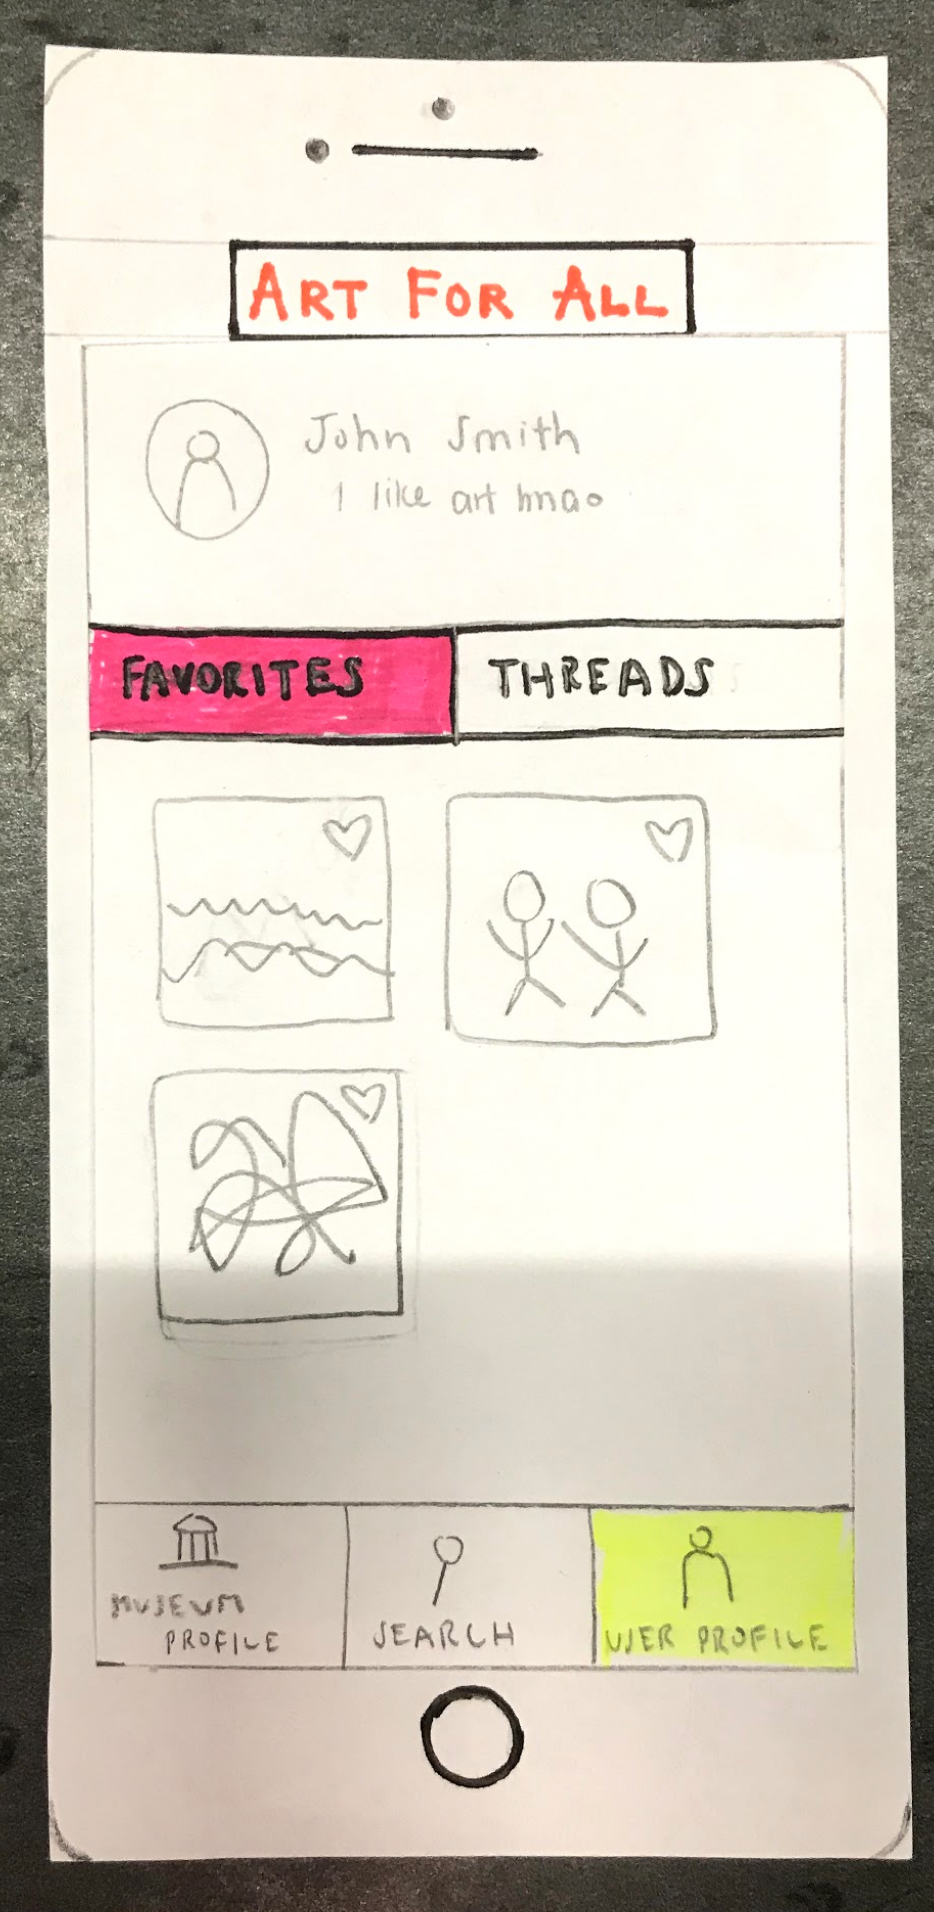 ART FOR ALL
John Smith
I like art lmao
FAVORITES THREADS
MUSEUM
PROFILE
SEARCH
USER PROFILE